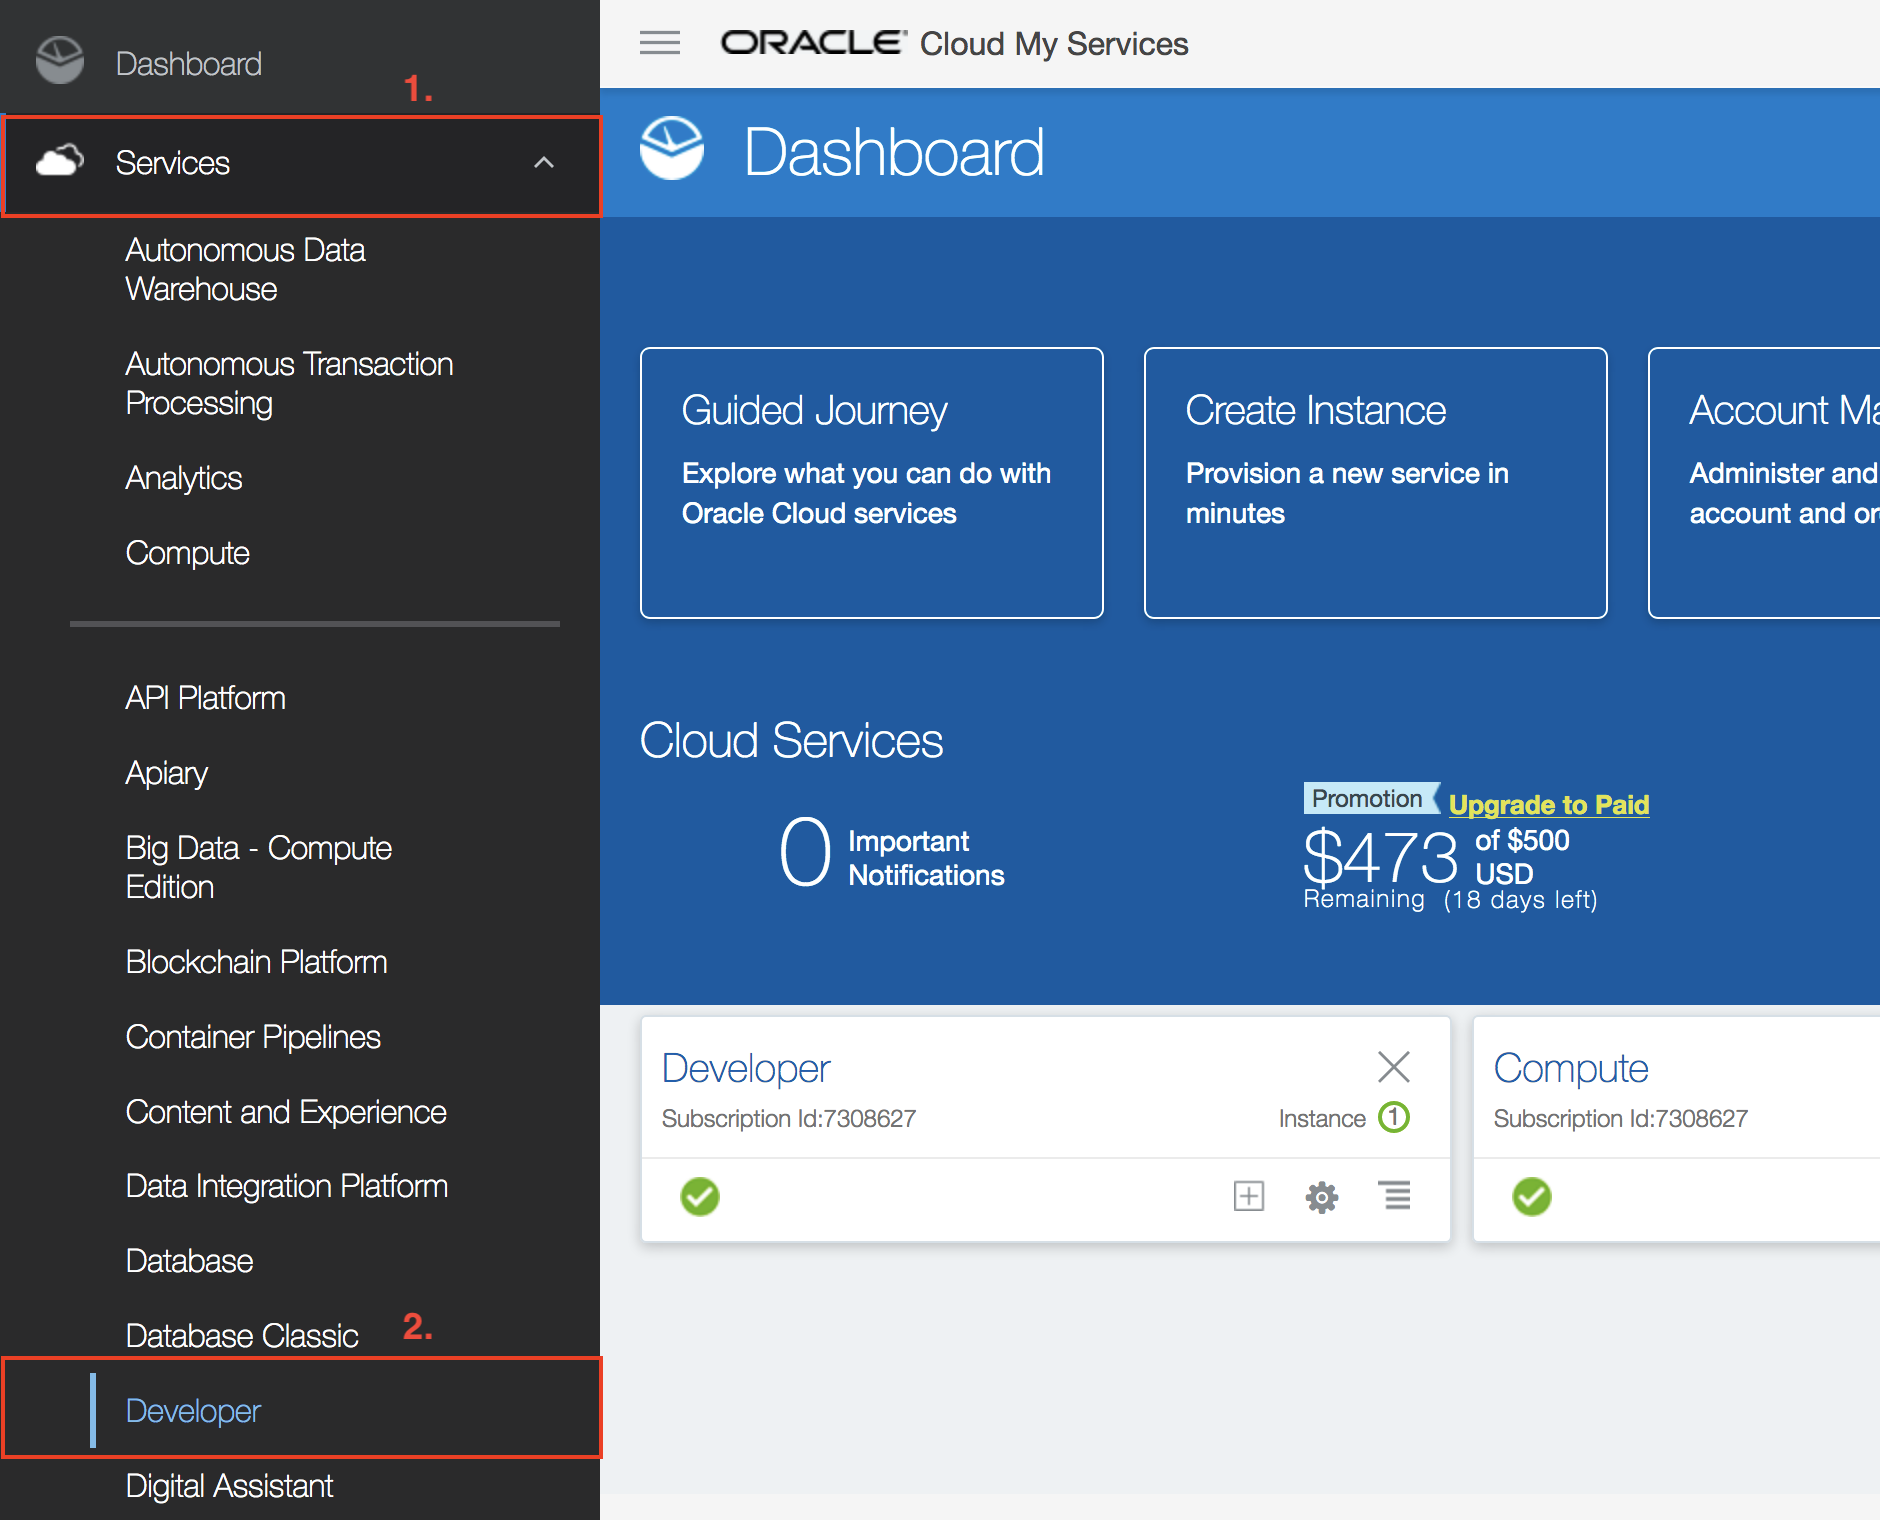 Dashboard
1.
Services
Autonomous Data
Warehouse
Autonomous Transaction
Processing
Analytics
Compute
API Platform
Apiary
Big Data - Compute
Edition
Blockchain Platform
Container Pipelines
Content and Experience
Data Integration Platform
Database
Database Classic
2.
Developer
Digital Assistant
ORACLE Cloud My Services
Dashboard
Guided Journey
Explore what you can do with
Oracle Cloud services
Create Instance
Provision a new service in
minutes
Account Ma
Administer and
account and or
Cloud Services
0 Important
Notifications
Promotion Upgrade to Paid
$473 of $500
USD
Remaining (18 days left)
Developer
Subscription Id:7308627
Instance 1
Compute
Subscription Id:7308627